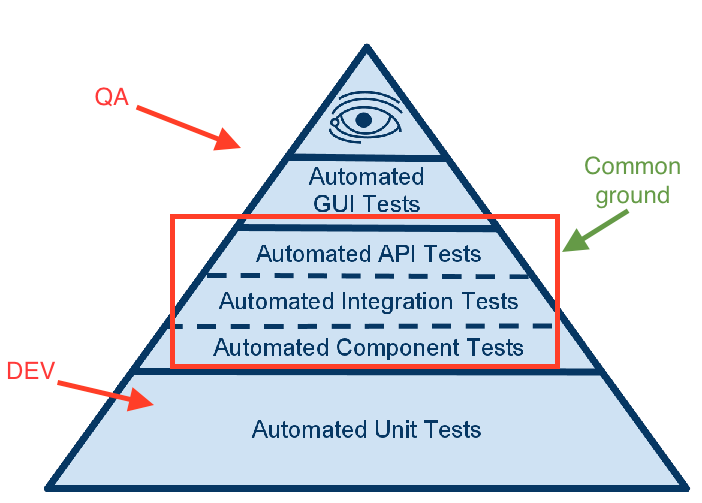 QA
Automated
GUI Tests
Common
ground
Automated API Tests
Automated Integration Tests
Automated Component Tests
DEV
Automated Unit Tests